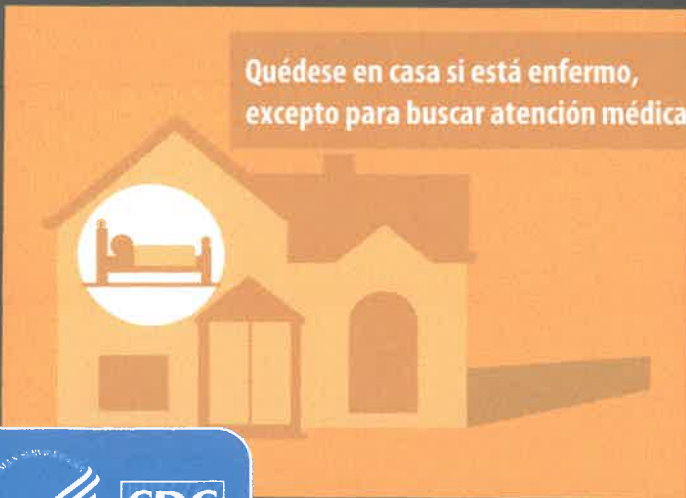 Quédese en casa si está enfermo,
excepto para buscar atención médica
CDC